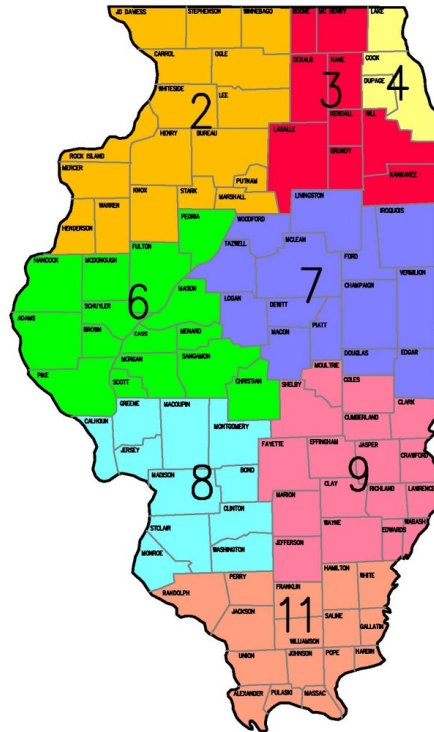 JO DAVIESS STEPHENSON WINNEBAGO BOONE MC HENRY LAKE
CARROL OGLE DEKALB KANE COOK
DUPAGE
4
WHITESIDE LEE
2 3
KENDALL WILL
HENRY BUREAU LASALLE
ROCK ISLAND GRUNDY
MERCER PUTNAM KANKAKEE
KNOX STARK
WARREN MARSHALL LIVINGSTON
HENDERSON PEORIA WOODFORD IROQUOIS
FULTON TAZWELL MCLEAN
HANCOCK MCDONOUGH FORD
MASON VERMILION
6 7
LOGAN CHAMPAIGN
SCHUYLER DEWITT
ADAMS
BROWN CASS MENARD MACON PIATT
MORGAN SANGAMON DOUGLAS EDGAR
PIKE MOULTRIE
SCOTT CHRISTIAN SHELBY COLES
GREENE MACOUPIN CLARK
CALHOUN MONTGOMERY CUMBERLAND
JERSEY FAYETTE EFFINGHAM JASPER CRAWFORD
MADISON BOND
8 9
CLAY RICHLAND LAWRENCE
MARION
CLINTON
STCLAIR WAYNE EDWARDS WABASH
MONROE WASHINGTON JEFFERSON
HAMILTON
PERRY WHITE
RANDOLPH FRANKLIN
JACKSON 11 SALINE GALLATIN
WILLIAMSON
UNION JOHNSON POPE HARDIN
ALEXANDER PULASKI MASSAC